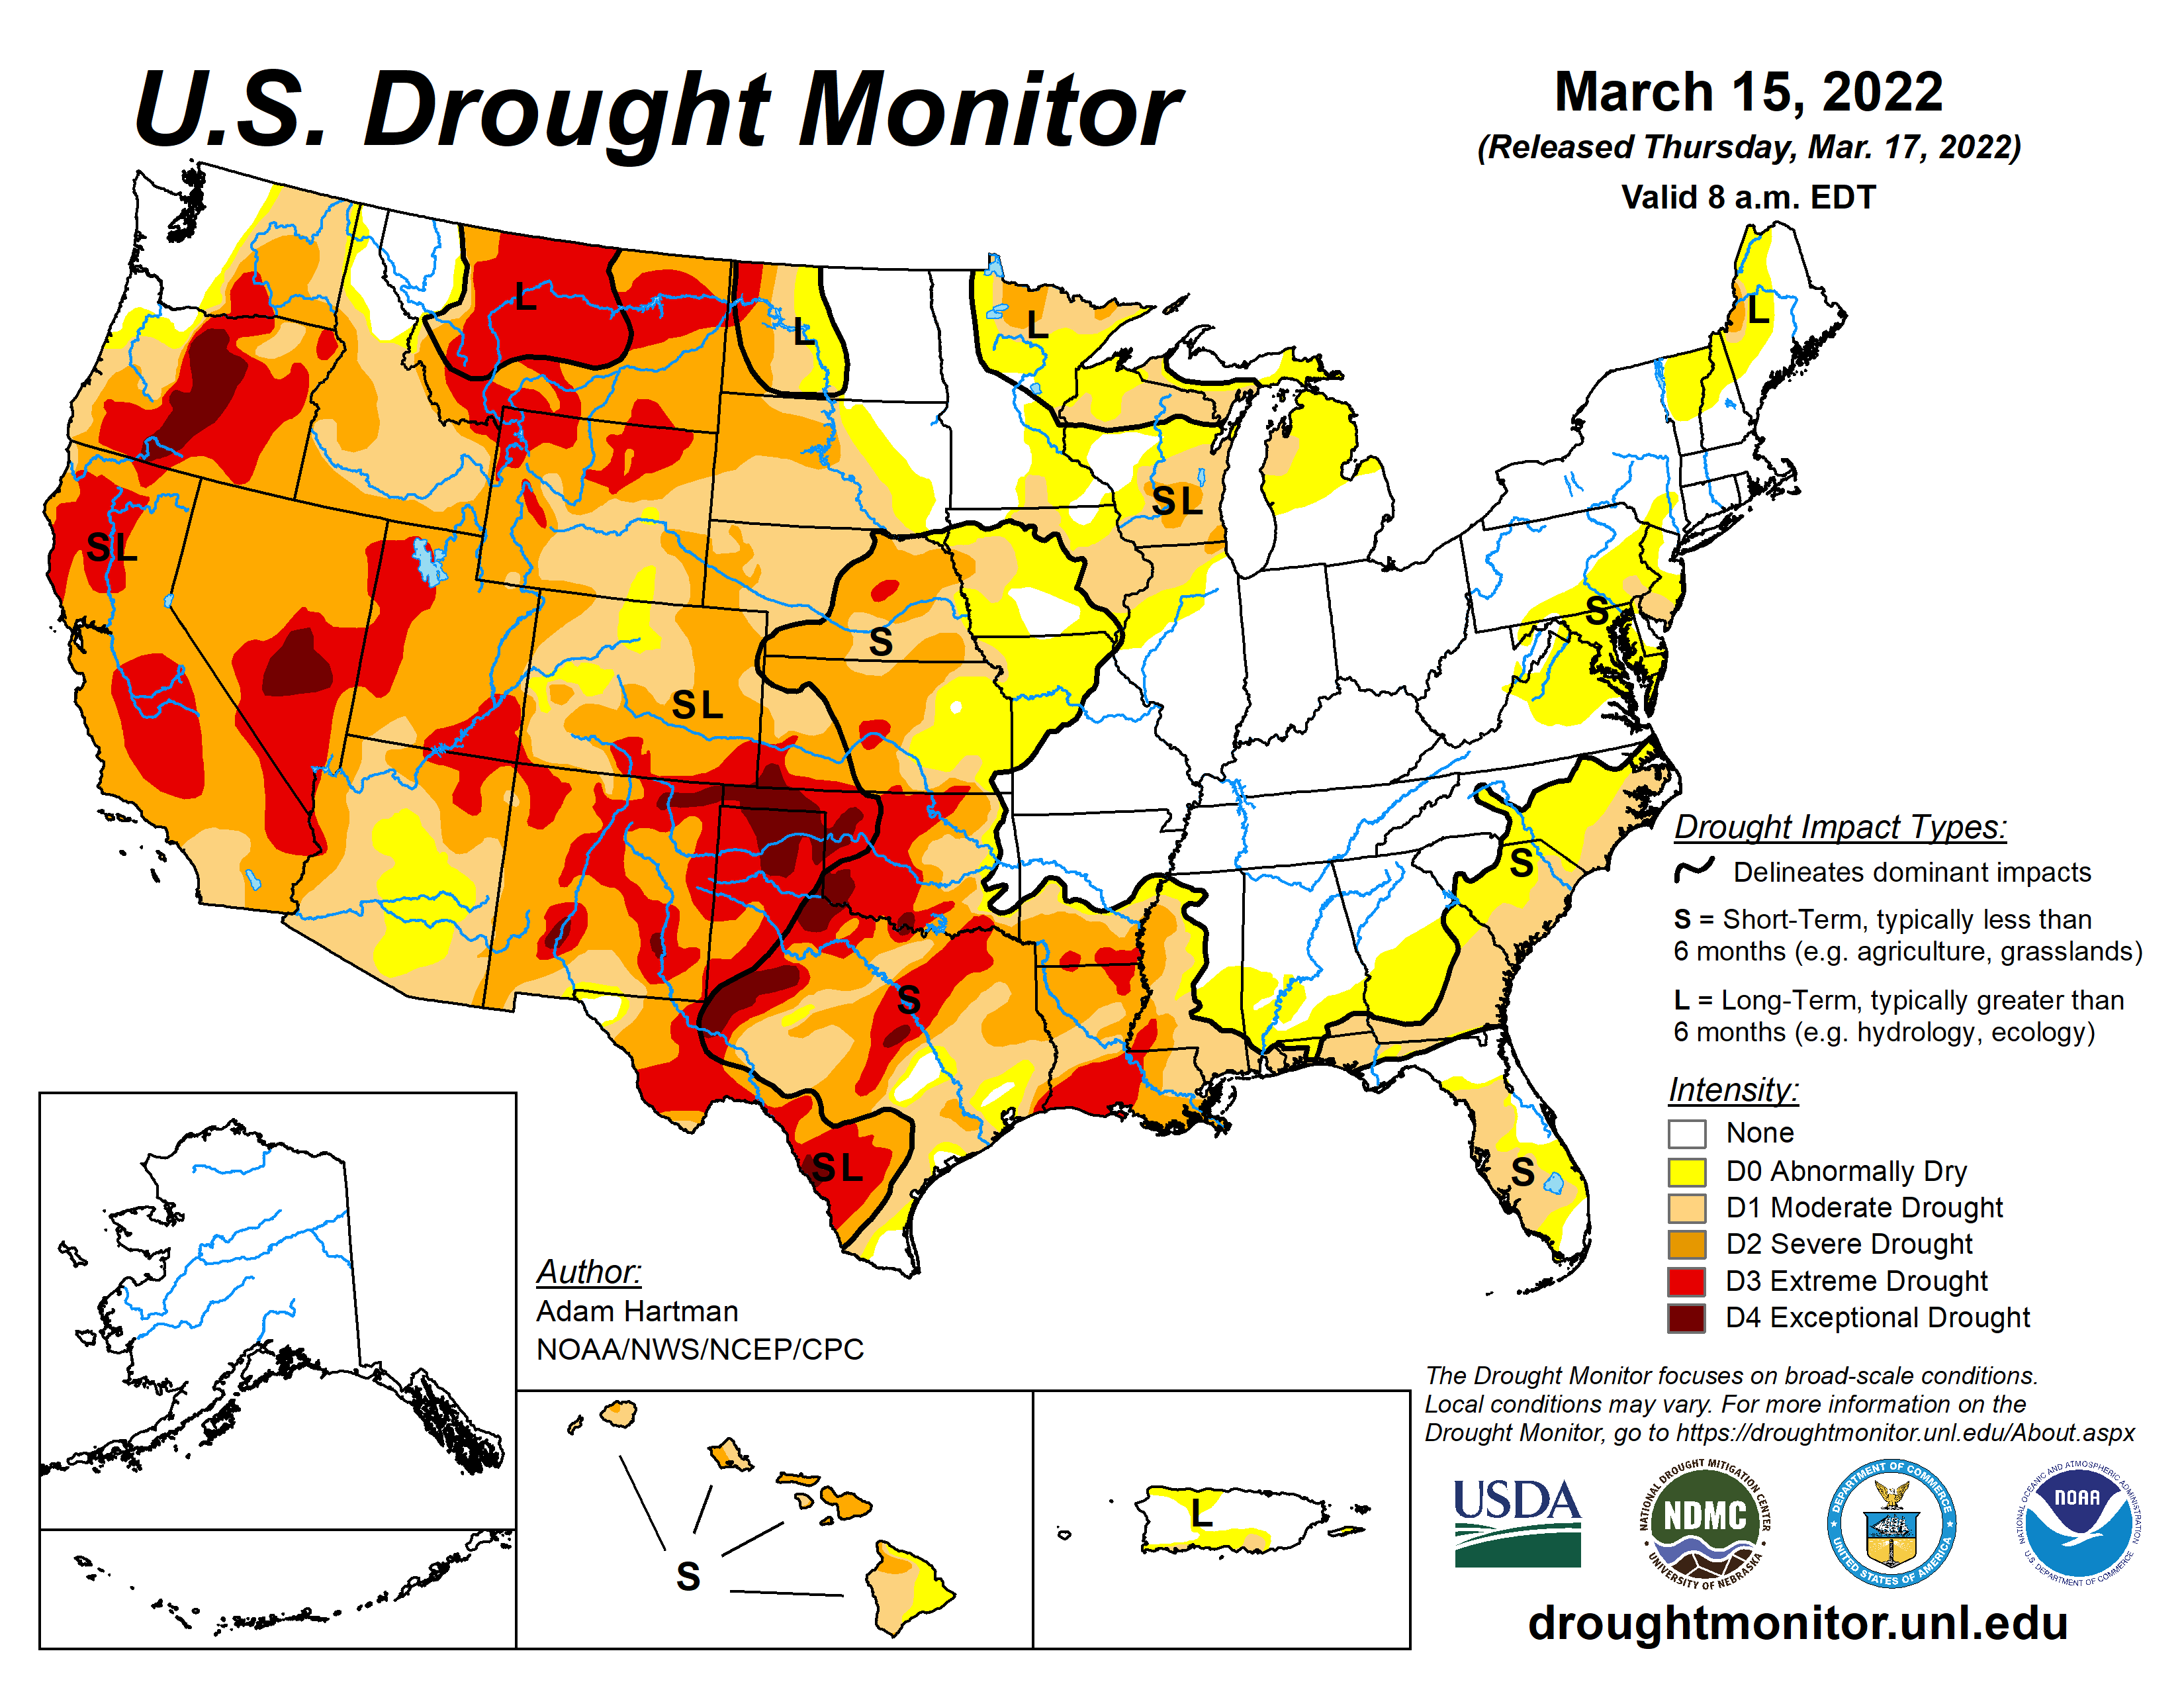 U.S. Drought Monitor
March 15, 2022
(Released Thursday, Mar. 17, 2022)
Valid 8 a.m. EDT
L
L
L
L
SL
SL
S
S
SL
S
S
S
SL
S
Drought Impact Types:
Delineates dominant impacts
S = Short-Term, typically less than
6 months (e.g. agriculture, grasslands)
L = Long-Term, typically greater than
6 months (e.g. hydrology, ecology)
Intensity:
None
D0 Abnormally Dry
D1 Moderate Drought
D2 Severe Drought
D3 Extreme Drought
D4 Exceptional Drought
Author:
Adam Hartman
NOAA/NWS/NCEP/CPC
S
L
The Drought Monitor focuses on broad-scale conditions.
Local conditions may vary. For more information on the
Drought Monitor, go to https://droughtmonitor.unl.edu/About.aspx
USDA
NATIONAL DROUGHT MITIGATION CENTER
NDMC
UNIVERSITY OF NEBRASKA
DEPARTMENT OF COMMERCE
UNITED STATES OF AMERICA
NATIONAL OCEANIC AND ATMOSPHERIC ADMINISTRATION
NOAA
U.S. DEPARTMENT OF COMMERCE
droughtmonitor.unl.edu